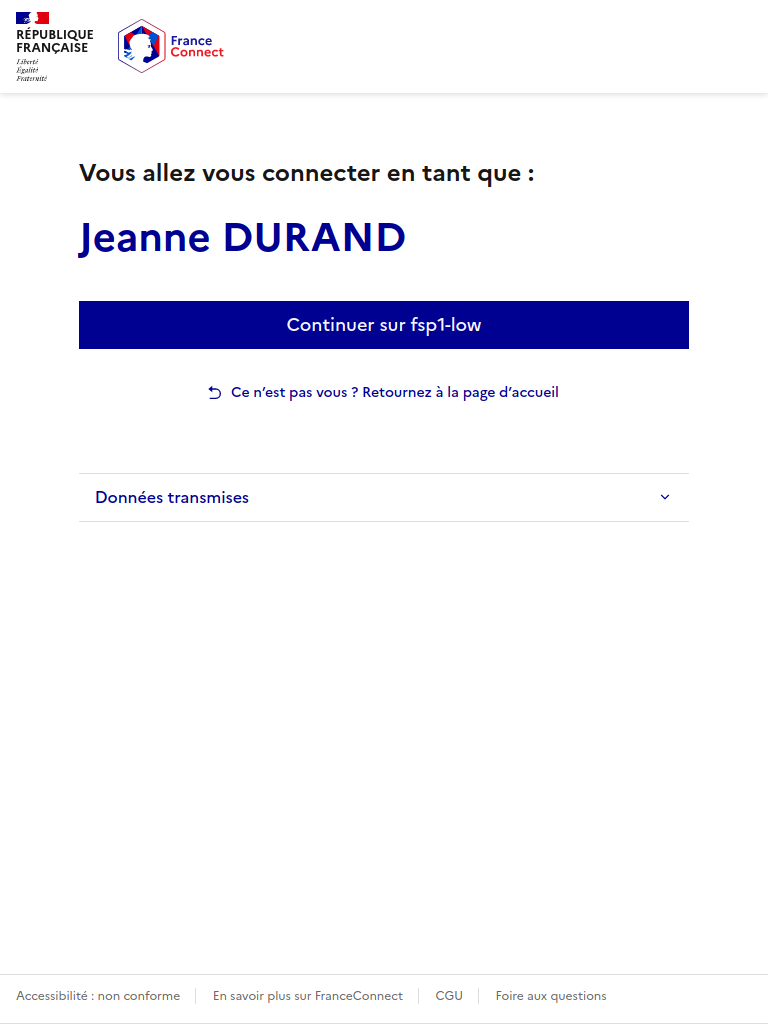 RÉPUBLIQUE
FRANÇAISE
Liberté
Égalité
Fraternité
France
Connect
Vous allez vous connecter en tant que :
Jeanne DURAND
Continuer sur fsp1-low
Ce n’est pas vous ? Retournez à la page d’accueil
Données transmises
Accessibilité : non conforme
En savoir plus sur FranceConnect
CGU
Foire aux questions